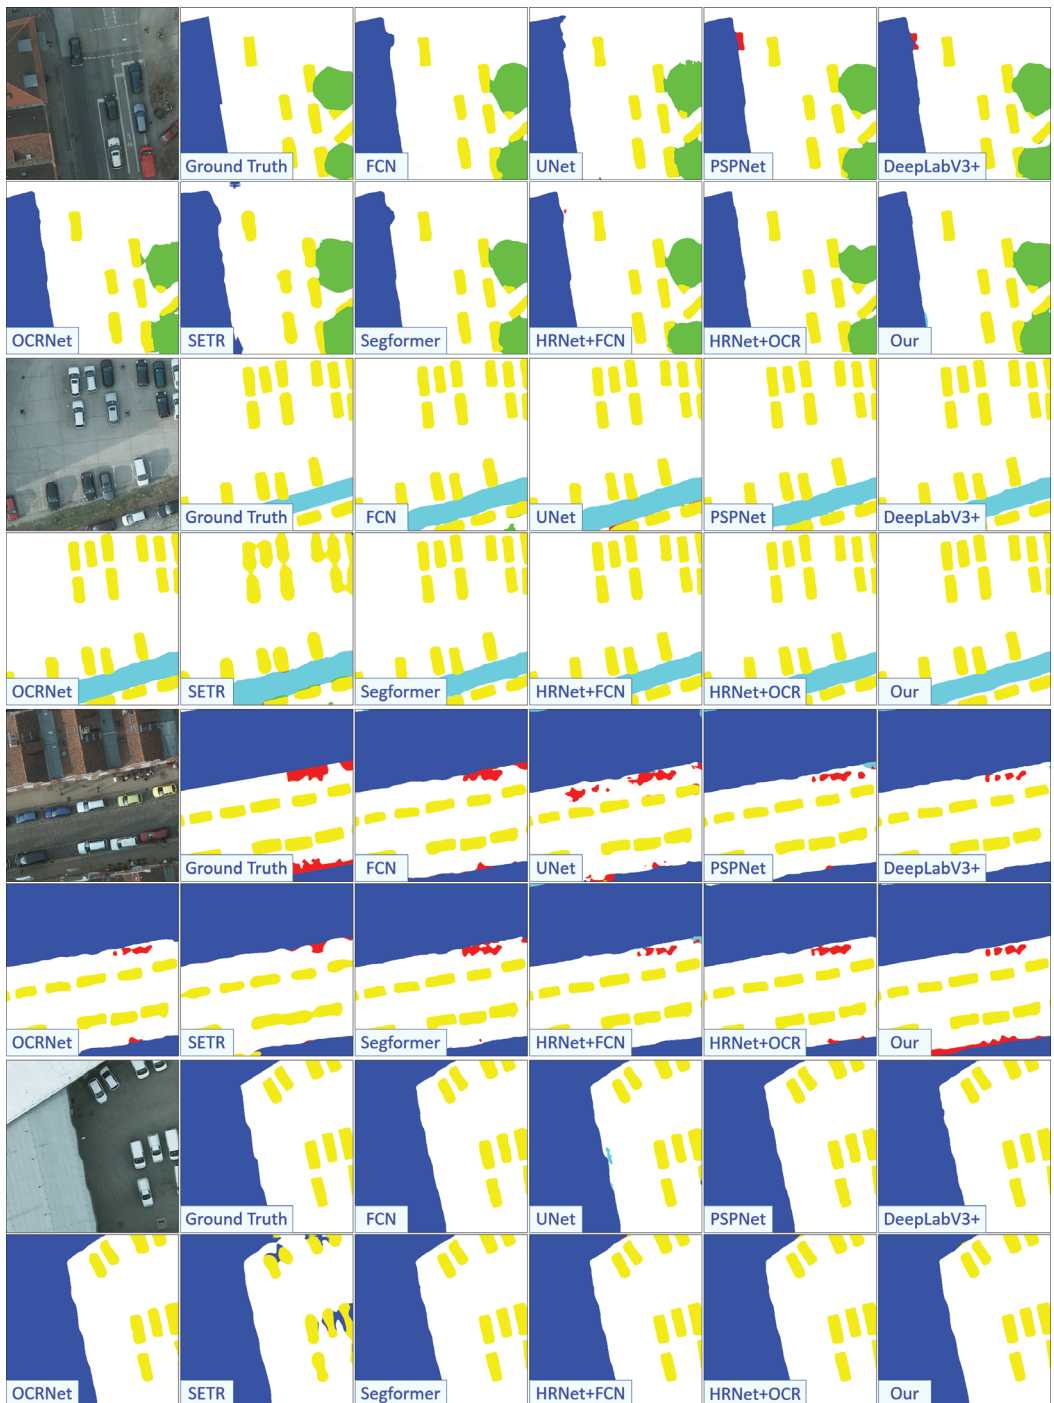 Ground Truth
FCN
UNet
PSPNet
DeepLabV3+
OCRNet
SETR
Segformer
HRNet+FCN
HRNet+OCR
Our
Ground Truth
FCN
UNet
PSPNet
DeepLabV3+
OCRNet
SETR
Segformer
HRNet+FCN
HRNet+OCR
Our
Ground Truth
FCN
UNet
PSPNet
DeepLabV3+
OCRNet
SETR
Segformer
HRNet+FCN
HRNet+OCR
Our
Ground Truth
FCN
UNet
PSPNet
DeepLabV3+
OCRNet
SETR
Segformer
HRNet+FCN
HRNet+OCR
Our